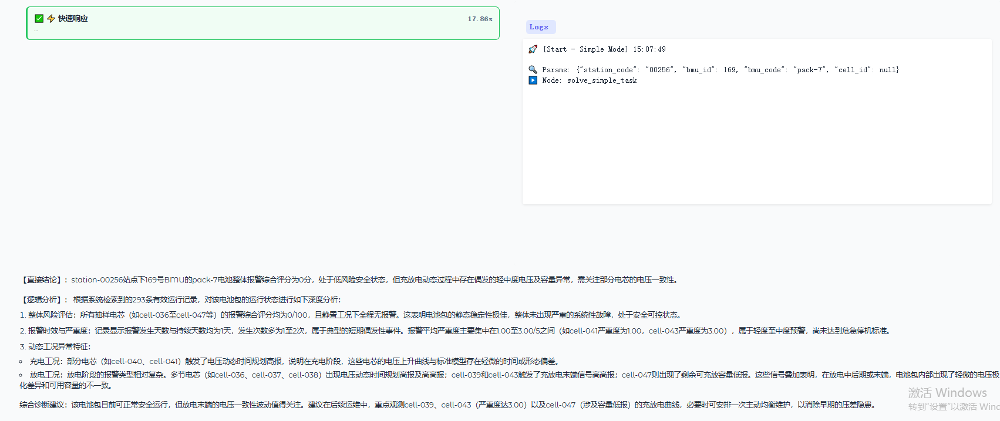 ✅ ⚡ 快速响应 17.86s
...
Logs
🚀 [Start - Simple Mode] 15:07:49
🔍 Params: {"station_code": "00256", "bmu_id": 169, "bmu_code": "pack-7", "cell_id": null}
▶️ Node: solve_simple_task
【直接结论】：station-00256站点下169号BMU的pack-7电池整体报警综合评分为0分，处于低风险安全状态，但充放电动态过程中存在偶发的轻中度电压及容量异常，需关注部分电芯的电压一致性。
【逻辑分析】： 根据系统检索到的293条有效运行记录，对该电池包的运行状态进行如下深度分析：
1. 整体风险评估：所有抽样电芯（如cell-036至cell-047等）的报警综合评分均为0/100，且静置工况下全程无报警。这表明电池包的静态稳定性极佳，整体未出现严重的系统性故障，处于安全可控状态。
2. 报警时效与严重度：记录显示报警发生天数与持续天数均为1天，发生次数多为1至2次，属于典型的短期偶发性事件。报警平均严重度主要集中在1.00至3.00/5之间（如cell-041严重度为1.00，cell-043严重度为3.00），属于轻度至中度预警，尚未达到危急停机标准。
3. 动态工况异常特征：
○ 充电工况：部分电芯（如cell-040、cell-041）触发了电压动态时间规划高报，说明在充电阶段，这些电芯的电压上升曲线与标准模型存在轻微的时间或形态偏差。
○ 放电工况：放电阶段的报警类型相对复杂。多节电芯（如cell-036、cell-037、cell-038）出现电压动态时间规划高报及高高报；cell-039和cell-043触发了充放电末端信号高高报；cell-047则出现了剩余可充放容量低报。这些信号叠加表明，在放电中后期或末端，电池包内部出现了轻微的电压极
化差异和可用容量的不一致。
综合诊断建议：该电池包目前可正常安全运行，但放电末端的电压一致性波动值得关注。建议在后续运维中，重点观测cell-039、cell-043（严重度达3.00）以及cell-047（涉及容量低报）的充放电曲线，必要时可安排一次主动均衡维护，以消除早期的压差隐患。
激活 Windows
转到"设置"以激活 Winc